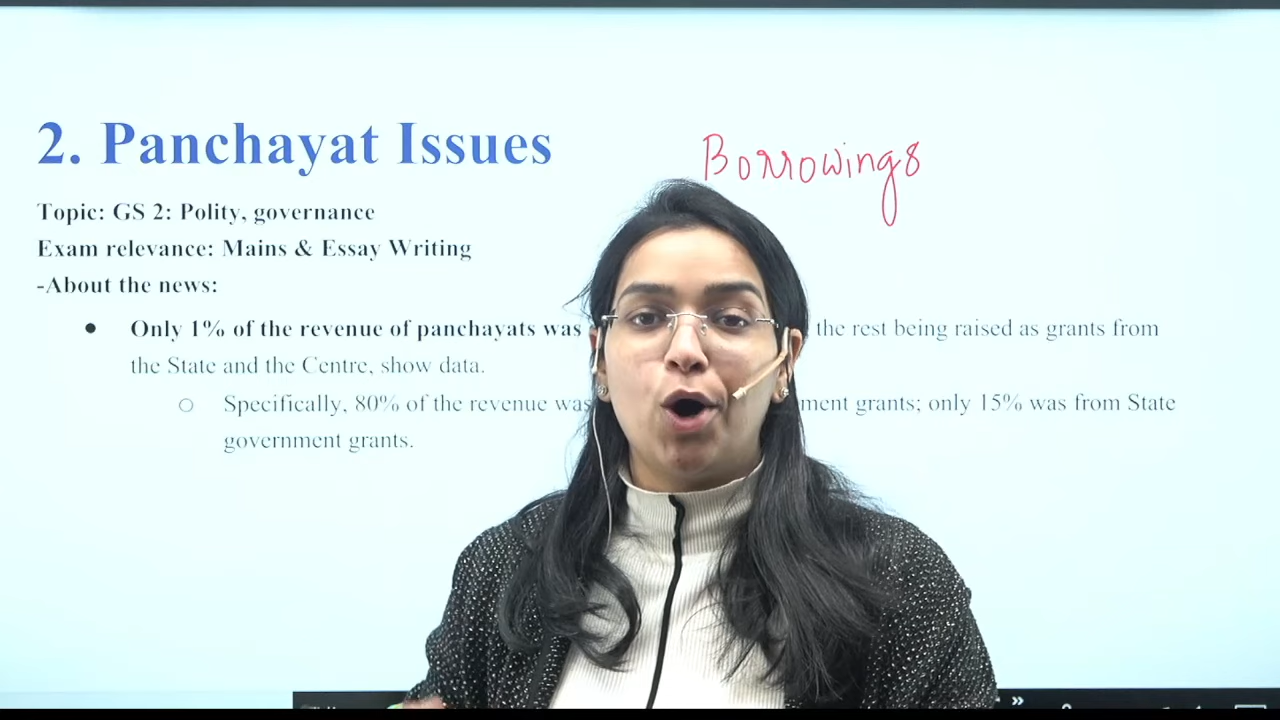 2. Panchayat Issues
Borrowings
Topic: GS 2: Polity, governance
Exam relevance: Mains & Essay Writing
-About the news:
● Only 1% of the revenue of panchayats was the rest being raised as grants from
the State and the Centre, show data.
○ Specifically, 80% of the revenue was ment grants; only 15% was from State
government grants.
»